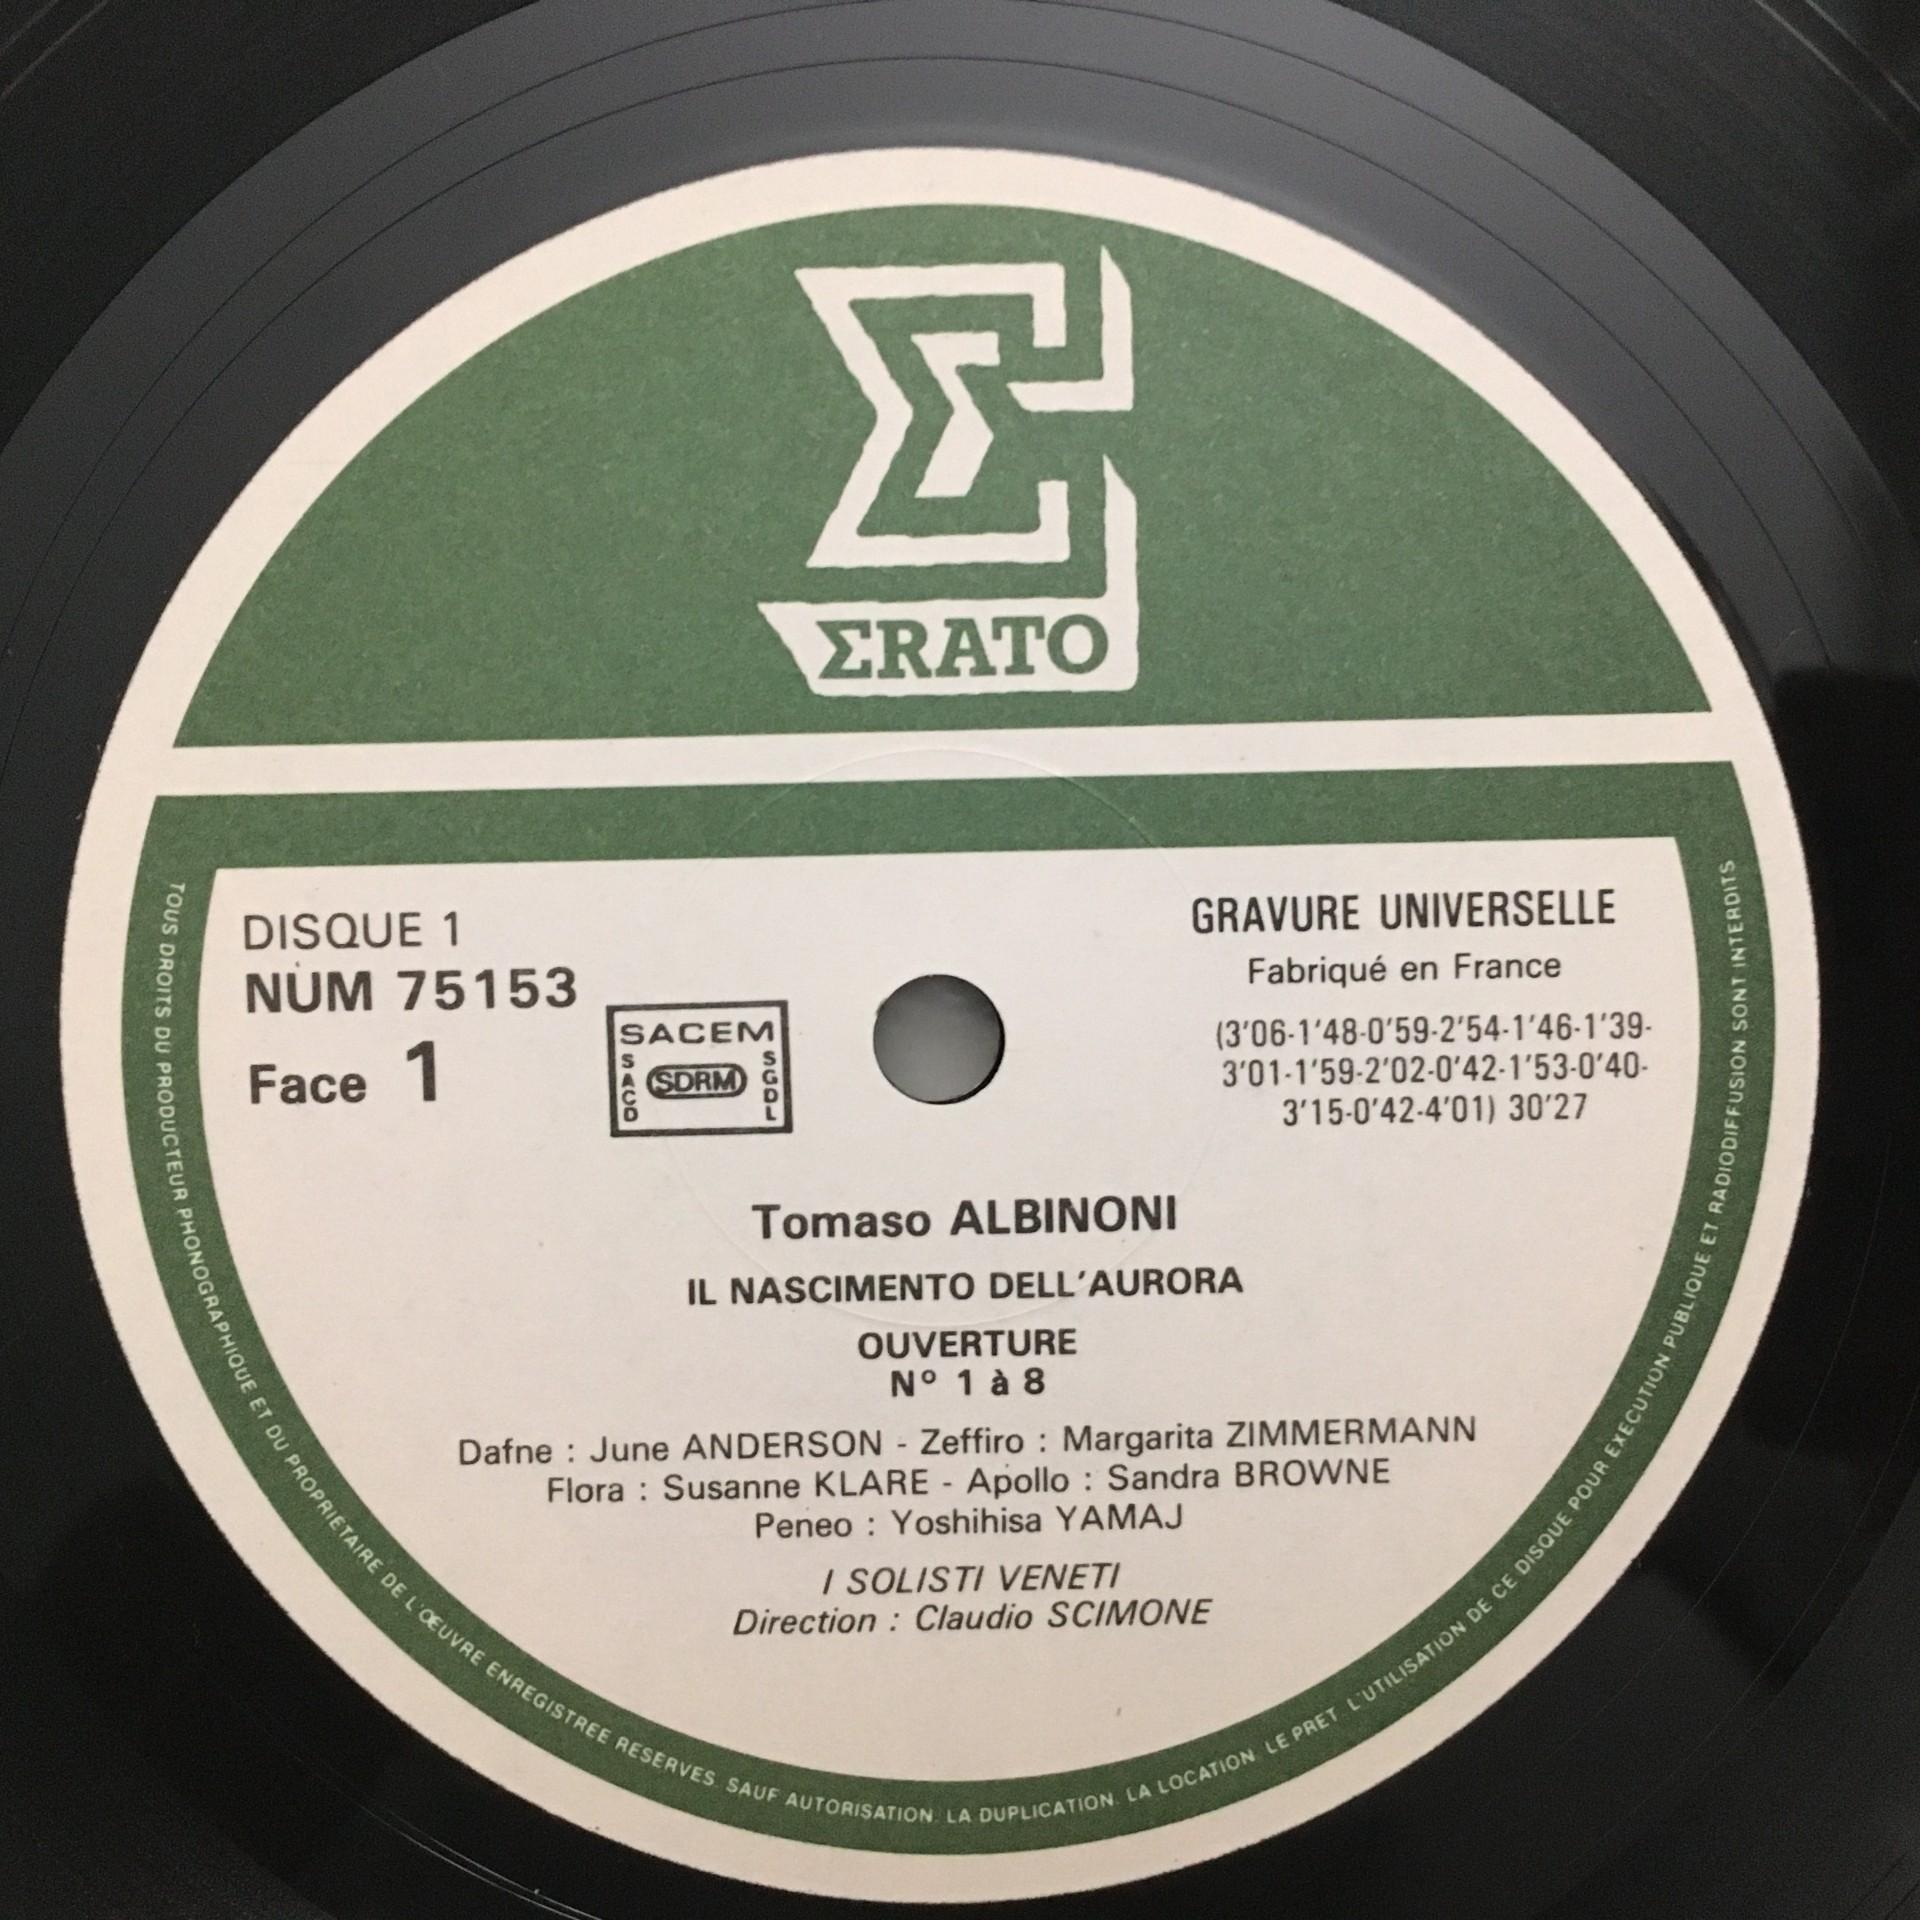 ΣRATO
DISQUE 1
NUM 75153
Face 1
SACEM
SACD
SDRM
SGDL
GRAVURE UNIVERSELLE
Fabriqué en France
(3'06-1'48-0'59-2'54-1'46-1'39-
3'01-1'59-2'02-0'42-1'53-0'40-
3'15-0'42-4'01) 30'27
Tomaso ALBINONI
IL NASCIMENTO DELL'AURORA
OUVERTURE
N° 1 à 8
Dafne : June ANDERSON - Zeffiro : Margarita ZIMMERMANN
Flora : Susanne KLARE - Apollo : Sandra BROWNE
Peneo : Yoshihisa YAMAJ
I SOLISTI VENETI
Direction : Claudio SCIMONE
TOUS DROITS DU PRODUCTEUR PHONOGRAPHIQUE ET DU PROPRIETAIRE DE L'ŒUVRE ENREGISTREE RESERVES. SAUF AUTORISATION. LA DUPLICATION. LA LOCATION. LE PRET. L'UTILISATION DE CE DISQUE POUR EXECUTION PUBLIQUE ET RADIODIFFUSION SONT INTERDITS